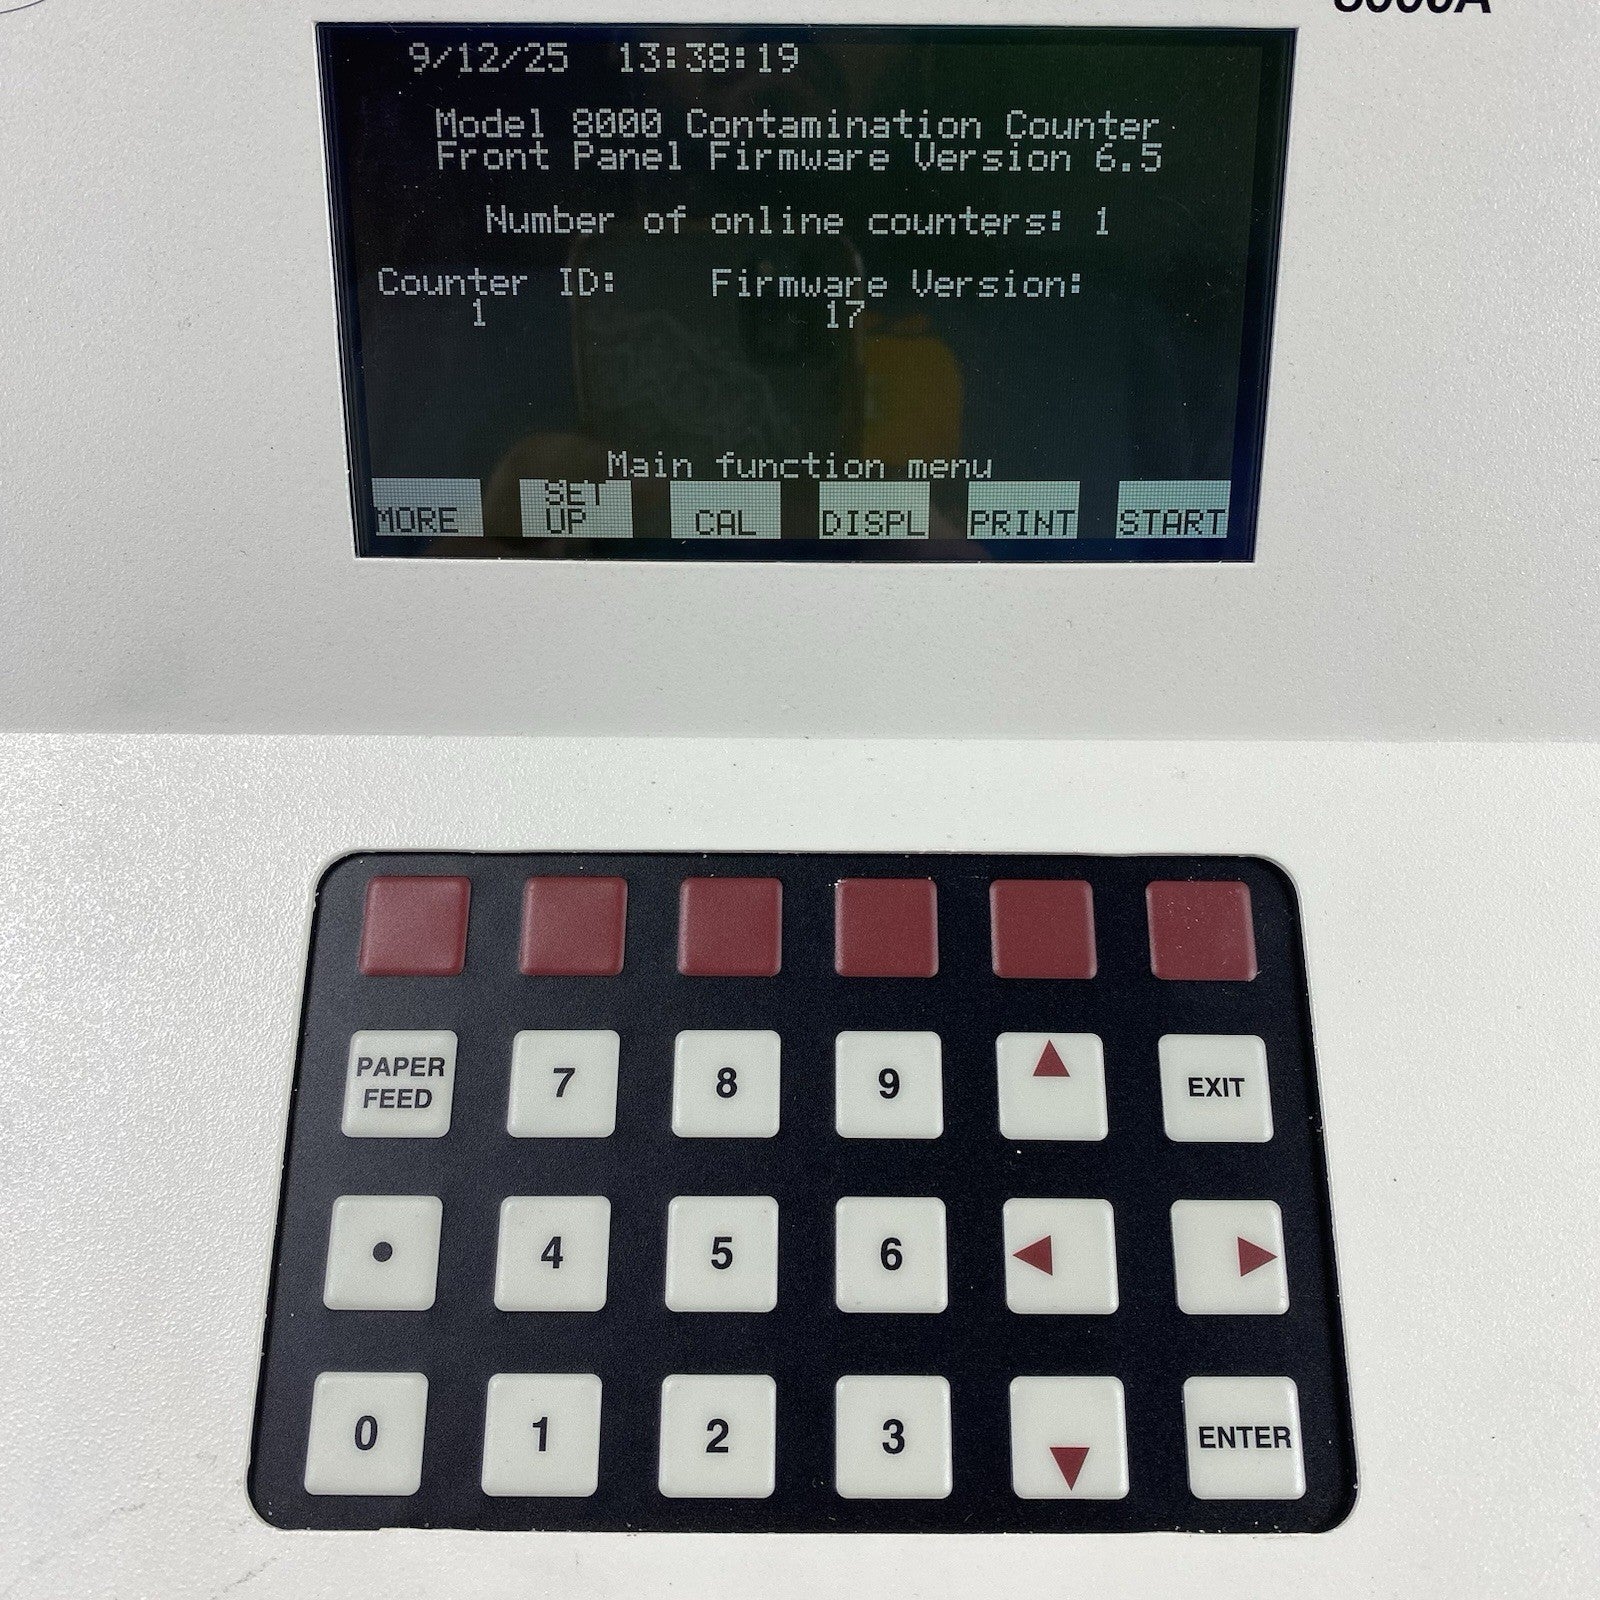 8000A
9/12/25 13:38:19
Model 8000 Contamination Counter
Front Panel Firmware Version 6.5
Number of online counters: 1
Counter ID: Firmware Version:
1 17
Main function menu
MORE SET UP CAL DISPL PRINT START
PAPER FEED 7 8 9 EXIT
• 4 5 6
0 1 2 3 ENTER